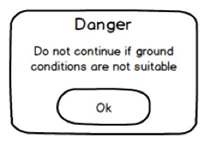 Danger
Do not continue if ground
conditions are not suitable
Ok